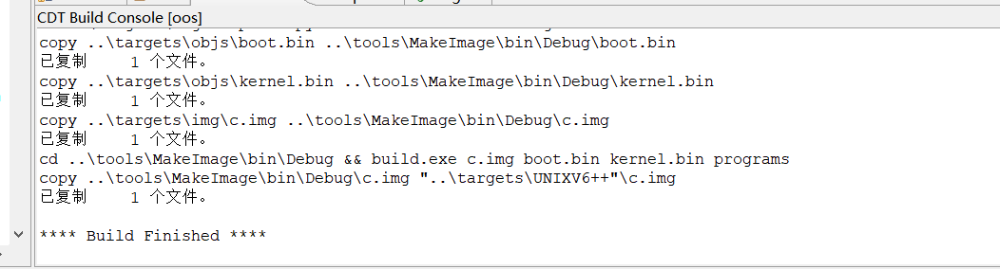 CDT Build Console [oos]
copy ..\targets\objs\boot.bin ..\tools\MakeImage\bin\Debug\boot.bin
已复制         1 个文件。
copy ..\targets\objs\kernel.bin ..\tools\MakeImage\bin\Debug\kernel.bin
已复制         1 个文件。
copy ..\targets\img\c.img ..\tools\MakeImage\bin\Debug\c.img
已复制         1 个文件。
cd ..\tools\MakeImage\bin\Debug && build.exe c.img boot.bin kernel.bin programs
copy ..\tools\MakeImage\bin\Debug\c.img "..\targets\UNIXV6++"\c.img
已复制         1 个文件。
**** Build Finished ****